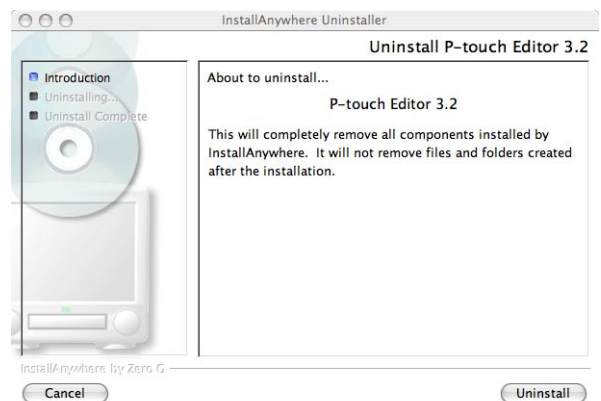 InstallAnywhere Uninstaller
Uninstall P-touch Editor 3.2
Introduction
Uninstalling...
Uninstall Complete
About to uninstall...
P-touch Editor 3.2
This will completely remove all components installed by
InstallAnywhere. It will not remove files and folders created
after the installation.
InstallAnywhere by Zero G
Cancel
Uninstall